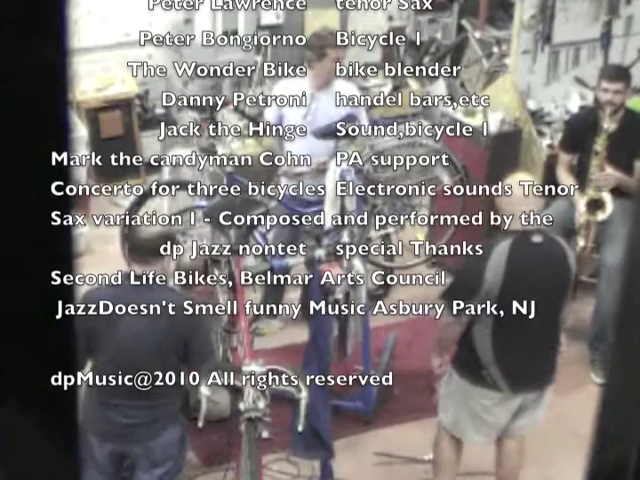 Peter Lawrence tenor Sax
Peter Bongiorno Bicycle 1
The Wonder Bike bike blender
Danny Petroni handel bars,etc
Jack the Hinge Sound,bicycle 1
Mark the candyman Cohn PA support
Concerto for three bicycles Electronic sounds Tenor
Sax variation I - Composed and performed by the
dp Jazz nontet special Thanks
Second Life Bikes, Belmar Arts Council
JazzDoesn't Smell funny Music Asbury Park, NJ
dpMusic@2010 All rights reserved